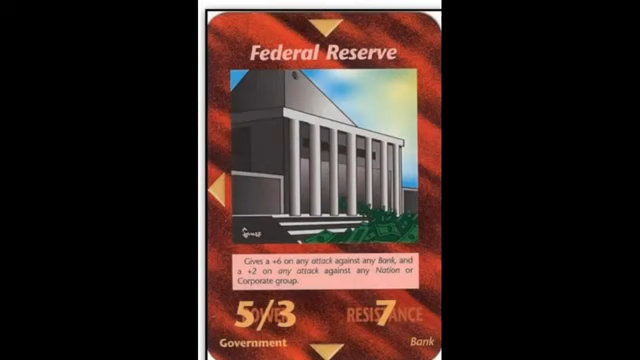 Federal Reserve
Gives a +6 on any attack against any Bank, and
a +2 on any attack against any Nation or
Corporate group.
POWER RESISTANCE
5/3 7
Government Bank